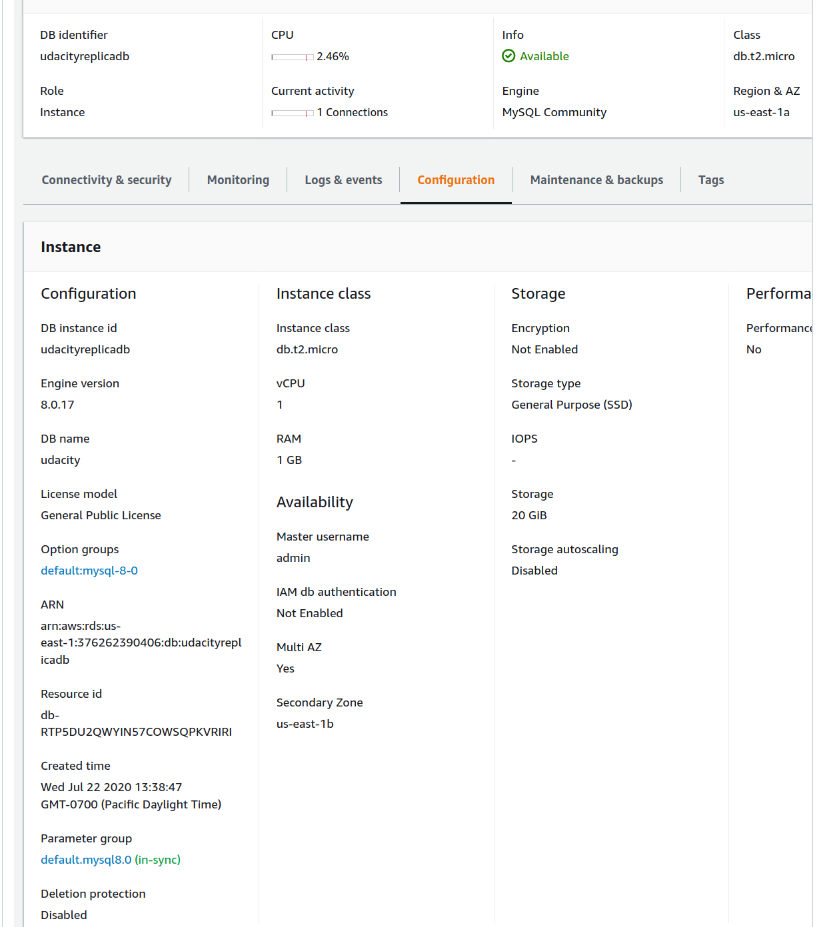 DB identifier
udacityreplicadb
CPU
2.46%
Info
Available
Class
db.t2.micro
Role
Instance
Current activity
1 Connections
Engine
MySQL Community
Region & AZ
us-east-1a
Connectivity & security
Monitoring
Logs & events
Configuration
Maintenance & backups
Tags
Instance
Configuration
DB instance id
udacityreplicadb
Engine version
8.0.17
DB name
udacity
License model
General Public License
Option groups
default:mysql-8-0
ARN
arn:aws:rds:us-
east-1:376262390406:db:udacityrepl
icadb
Resource id
db-
RTP5DU2QWYIN57COWSQPKVRIRI
Created time
Wed Jul 22 2020 13:38:47
GMT-0700 (Pacific Daylight Time)
Parameter group
default.mysql8.0 (in-sync)
Deletion protection
Disabled
Instance class
Instance class
db.t2.micro
vCPU
1
RAM
1 GB
Availability
Master username
admin
IAM db authentication
Not Enabled
Multi AZ
Yes
Secondary Zone
us-east-1b
Storage
Encryption
Not Enabled
Storage type
General Purpose (SSD)
IOPS
-
Storage
20 GiB
Storage autoscaling
Disabled
Performa
Performance
No